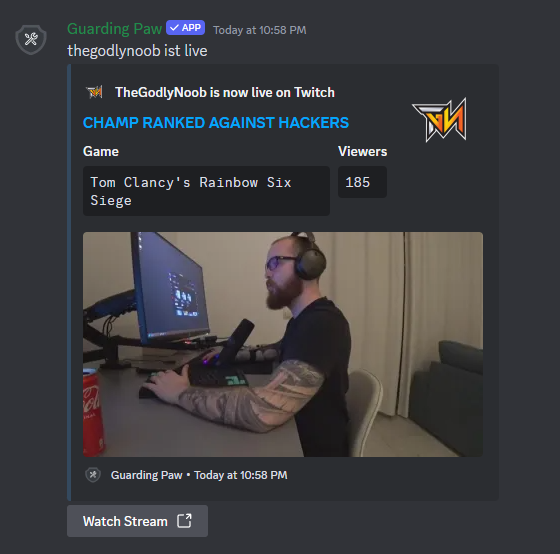 Guarding Paw ✓ APP Today at 10:58 PM
thegodlynoob ist live
TheGodlyNoob is now live on Twitch
CHAMP RANKED AGAINST HACKERS
Game Viewers
Tom Clancy's Rainbow Six 185
Siege
Guarding Paw • Today at 10:58 PM
Watch Stream